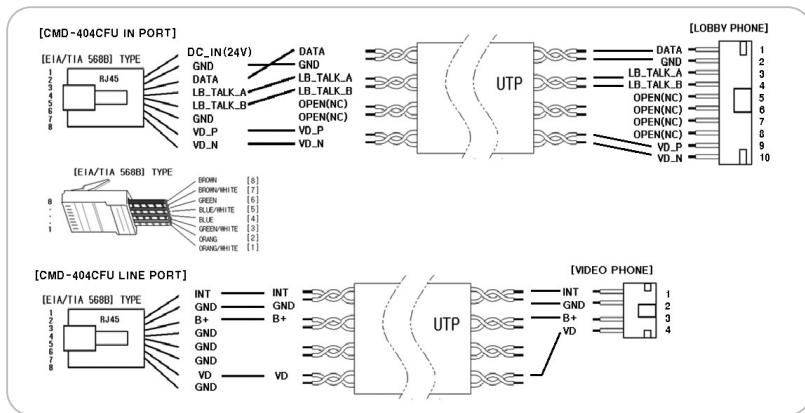 [CMD-404CFU IN PORT]
[EIA/TIA 568B] TYPE
RJ45
1
2
3
4
5
6
7
8
DC_IN(24V)
GND
DATA
LB_TALK_A
LB_TALK_B
GND
VD_P
VD_N
DATA
GND
LB_TALK_A
LB_TALK_B
OPEN(NC)
OPEN(NC)
VD_P
VD_N
UTP
[LOBBY PHONE]
DATA 1
GND 2
LB_TALK_A 3
LB_TALK_B 4
OPEN(NC) 5
OPEN(NC) 6
OPEN(NC) 7
OPEN(NC) 8
VD_P 9
VD_N 10
[EIA/TIA 568B] TYPE
8
.
.
.
1
BROWN [8]
BROWN/WHITE [7]
GREEN [6]
BLUE/WHITE [5]
BLUE [4]
GREEN/WHITE [3]
ORANG [2]
ORANG/WHITE [1]
[CMD-404CFU LINE PORT]
[EIA/TIA 568B] TYPE
RJ45
1
2
3
4
5
6
7
8
INT
GND
B+
GND
GND
GND
VD
GND
INT
GND
B+
VD
UTP
[VIDEO PHONE]
INT 1
GND 2
B+ 3
VD 4